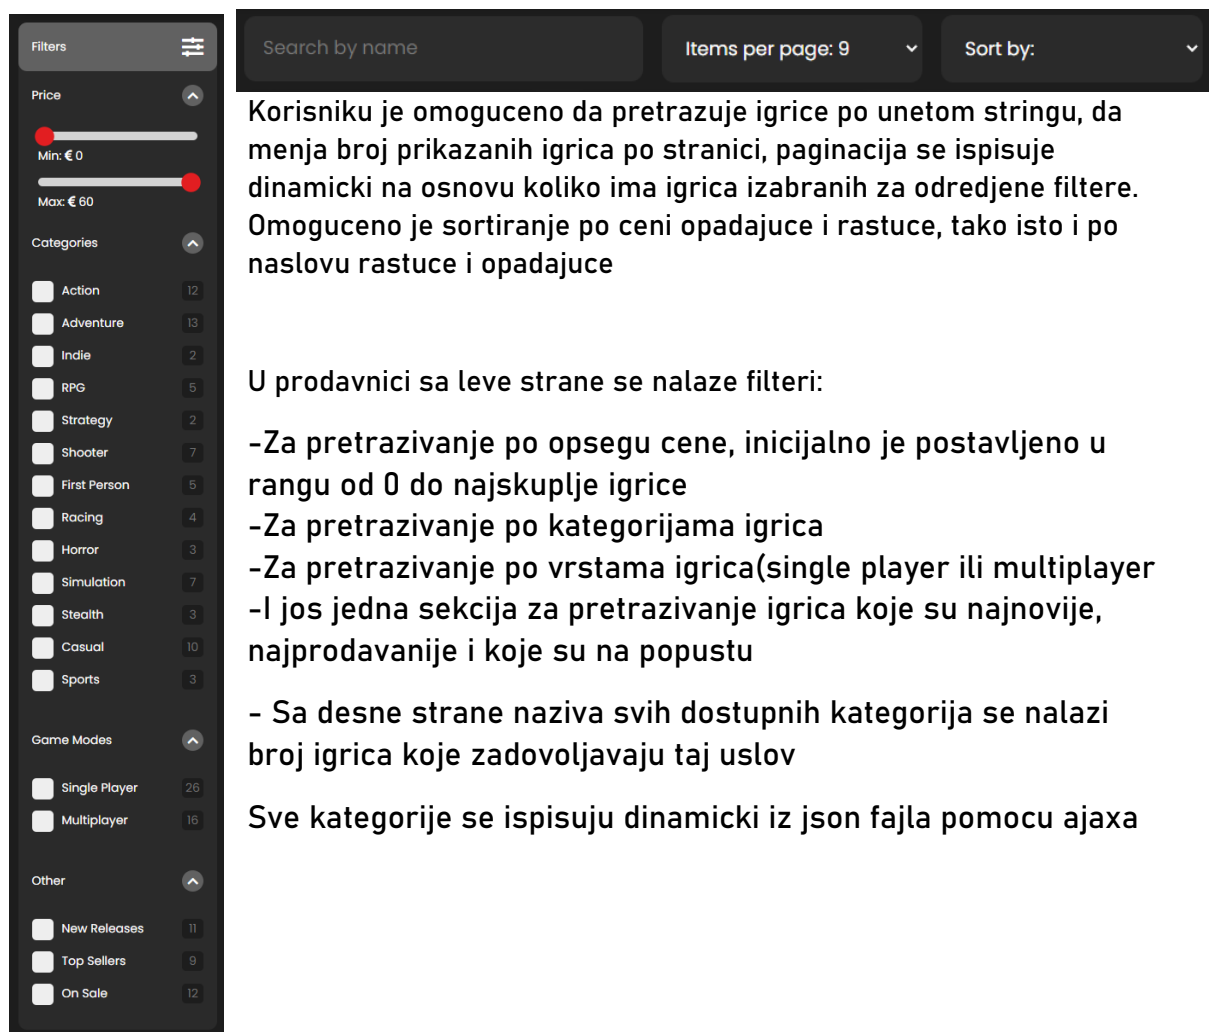 Filters
Price
Min: € 0
Max: € 60
Categories
Action 12
Adventure 13
Indie 2
RPG 5
Strategy 2
Shooter 7
First Person 5
Racing 4
Horror 3
Simulation 7
Stealth 3
Casual 10
Sports 3
Game Modes
Single Player 26
Multiplayer 16
Other
New Releases 11
Top Sellers 9
On Sale 12
Search by name
Items per page: 9
Sort by:
Korisniku je omoguceno da pretrazuje igrice po unetom stringu, da
menja broj prikazanih igrica po stranici, paginacija se ispisuje
dinamicki na osnovu koliko ima igrica izabranih za odredjene filtere.
Omoguceno je sortiranje po ceni opadajuce i rastuce, tako isto i po
naslovu rastuce i opadajuce
U prodavnici sa leve strane se nalaze filteri:
-Za pretrazivanje po opsegu cene, inicijalno je postavljeno u
rangu od 0 do najskuplje igrice
-Za pretrazivanje po kategorijama igrica
-Za pretrazivanje po vrstama igrica(single player ili multiplayer
-I jos jedna sekcija za pretrazivanje igrica koje su najnovije,
najprodavanije i koje su na popustu
- Sa desne strane naziva svih dostupnih kategorija se nalazi
broj igrica koje zadovoljavaju taj uslov
Sve kategorije se ispisuju dinamicki iz json fajla pomocu ajaxa